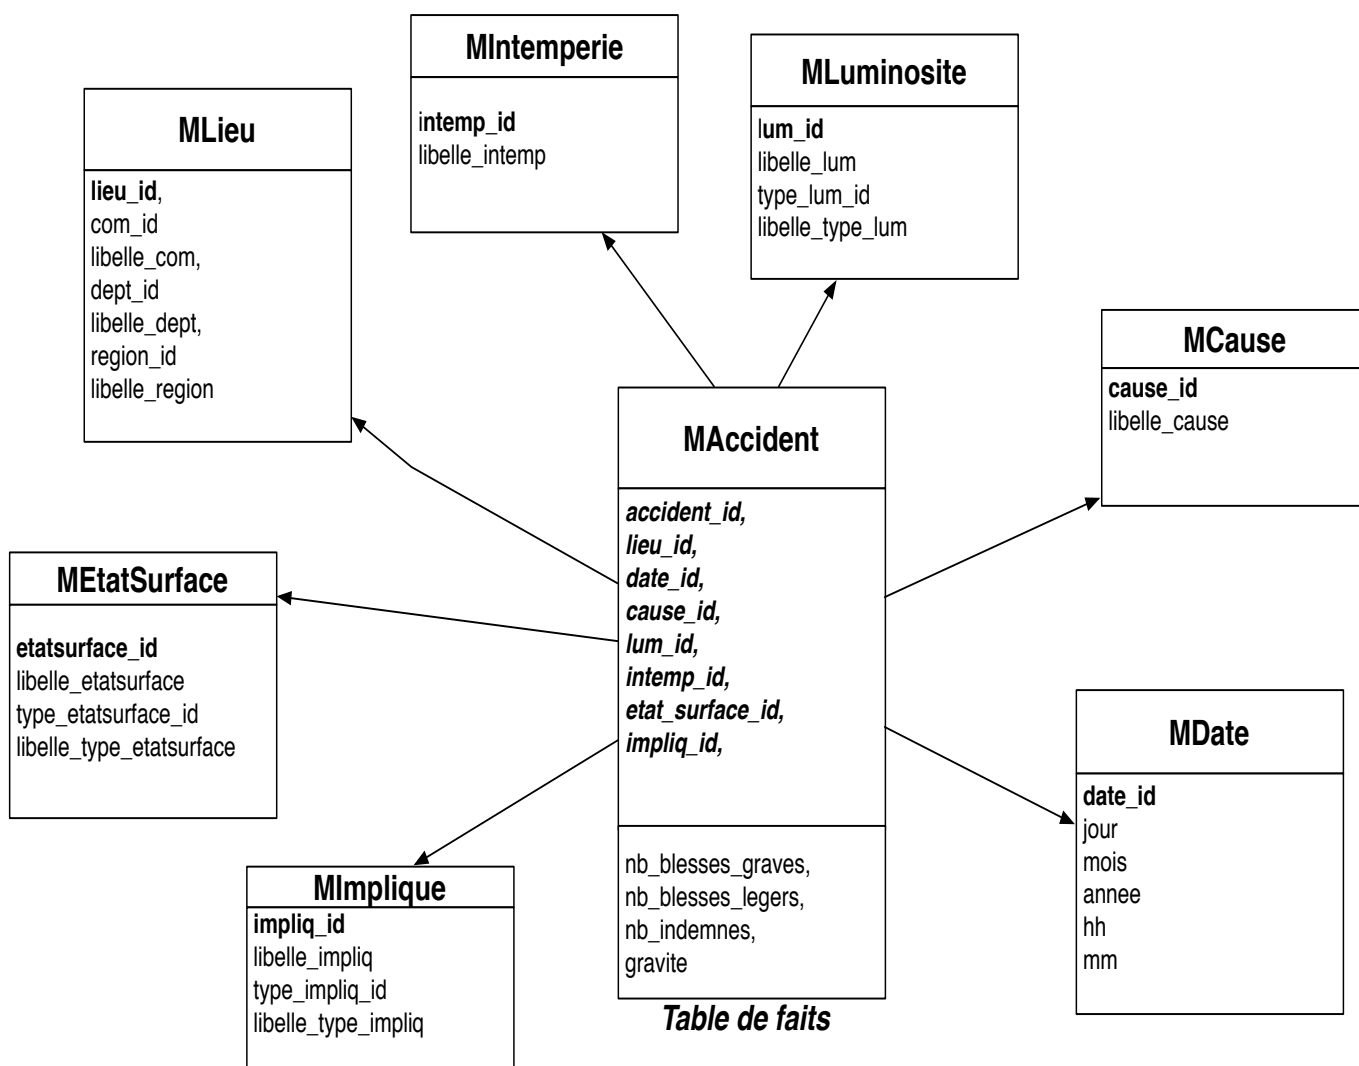 MIntemperie
intemp_id
libelle_intemp
MLuminosite
lum_id
libelle_lum
type_lum_id
libelle_type_lum
MLieu
lieu_id,
com_id
libelle_com,
dept_id
libelle_dept,
region_id
libelle_region
MCause
cause_id
libelle_cause
MAccident
accident_id,
lieu_id,
date_id,
cause_id,
lum_id,
intemp_id,
etat_surface_id,
impliq_id,
nb_blesses_graves,
nb_blesses_legers,
nb_indemnes,
gravite
Table de faits
MEtatSurface
etatsurface_id
libelle_etatsurface
type_etatsurface_id
libelle_type_etatsurface
MDate
date_id
jour
mois
annee
hh
mm
MImplique
impliq_id
libelle_impliq
type_impliq_id
libelle_type_impliq